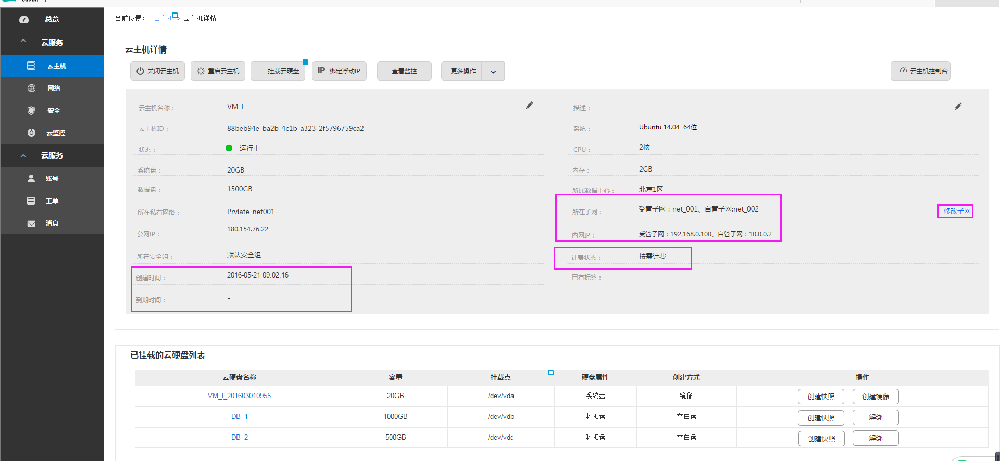 总览
云服务
云主机
网络
安全
云监控
云服务
账号
工单
消息
当前位置： 云主机 > 云主机详情
云主机详情
关闭云主机 重启云主机 挂载云硬盘 IP 绑定浮动IP 查看监控 更多操作 云主机控制台
云主机名称： VM_I
云主机ID： 88beb94e-ba2b-4c1b-a323-2f5796759ca2
状态： 运行中
系统盘： 20GB
数据盘： 1500GB
所在私有网络： Prviate_net001
公网IP： 180.154.76.22
所在安全组： 默认安全组
创建时间： 2016-05-21 09:02:16
到期时间： -
描述：
系统： Ubuntu 14.04 64位
CPU： 2核
内存： 2GB
所属数据中心： 北京1区
所在子网： 受管子网：net_001、自管子网:net_002 修改子网
内网IP： 受管子网：192.168.0.100、自管子网：10.0.0.2
计费状态： 按需计费
已有标签：
已挂载的云硬盘列表
云硬盘名称 容量 挂载点 硬盘属性 创建方式 操作
VM_I_201603010955 20GB /dev/vda 系统盘 镜像 创建快照 创建镜像
DB_1 1000GB /dev/vdb 数据盘 空白盘 创建快照 解绑
DB_2 500GB /dev/vdc 数据盘 空白盘 创建快照 解绑